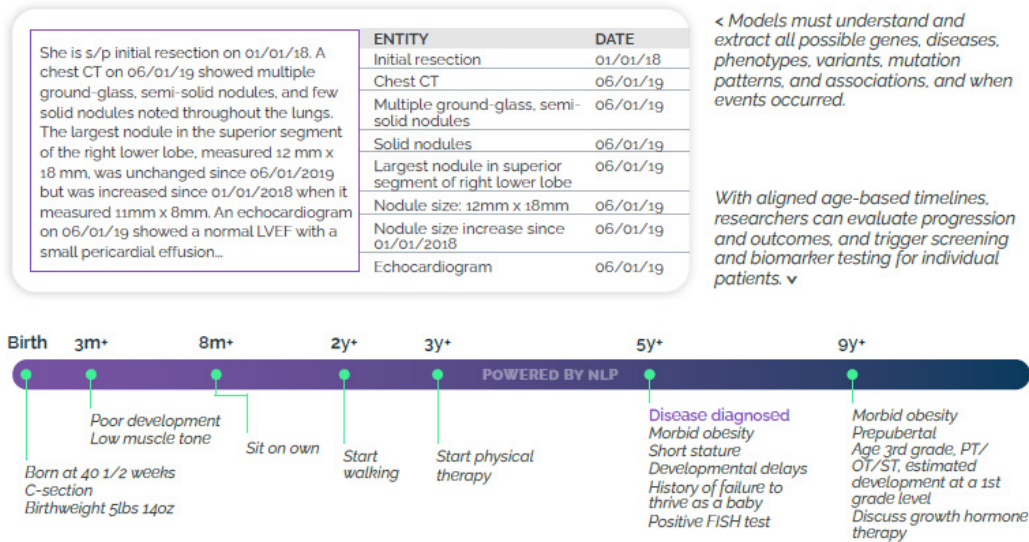 She is s/p initial resection on 01/01/18. A
chest CT on 06/01/19 showed multiple
ground-glass, semi-solid nodules, and few
solid nodules noted throughout the lungs.
The largest nodule in the superior segment
of the right lower lobe, measured 12 mm x
18 mm, was unchanged since 06/01/2019
but was increased since 01/01/2018 when it
measured 11mm x 8mm. An echocardiogram
on 06/01/19 showed a normal LVEF with a
small pericardial effusion...
ENTITY DATE
Initial resection 01/01/18
Chest CT 06/01/19
Multiple ground-glass, semi- 06/01/19
solid nodules
Solid nodules 06/01/19
Largest nodule in superior 06/01/19
segment of right lower lobe
Nodule size: 12mm x 18mm 06/01/19
Nodule size increase since 06/01/19
01/01/2018
Echocardiogram 06/01/19
< Models must understand and
extract all possible genes, diseases,
phenotypes, variants, mutation
patterns, and associations, and when
events occurred.
With aligned age-based timelines,
researchers can evaluate progression
and outcomes, and trigger screening
and biomarker testing for individual
patients. v
Birth 3m+ 8m+ 2y+ 3y+ 5y+ 9y+
POWERED BY NLP
Born at 40 1/2 weeks
C-section
Birthweight 5lbs 14oz
Poor development
Low muscle tone
Sit on own
Start
walking
Start physical
therapy
Disease diagnosed
Morbid obesity
Short stature
Developmental delays
History of failure to
thrive as a baby
Positive FISH test
Morbid obesity
Prepubertal
Age 3rd grade, PT/
OT/ST, estimated
development at a 1st
grade level
Discuss growth hormone
therapy